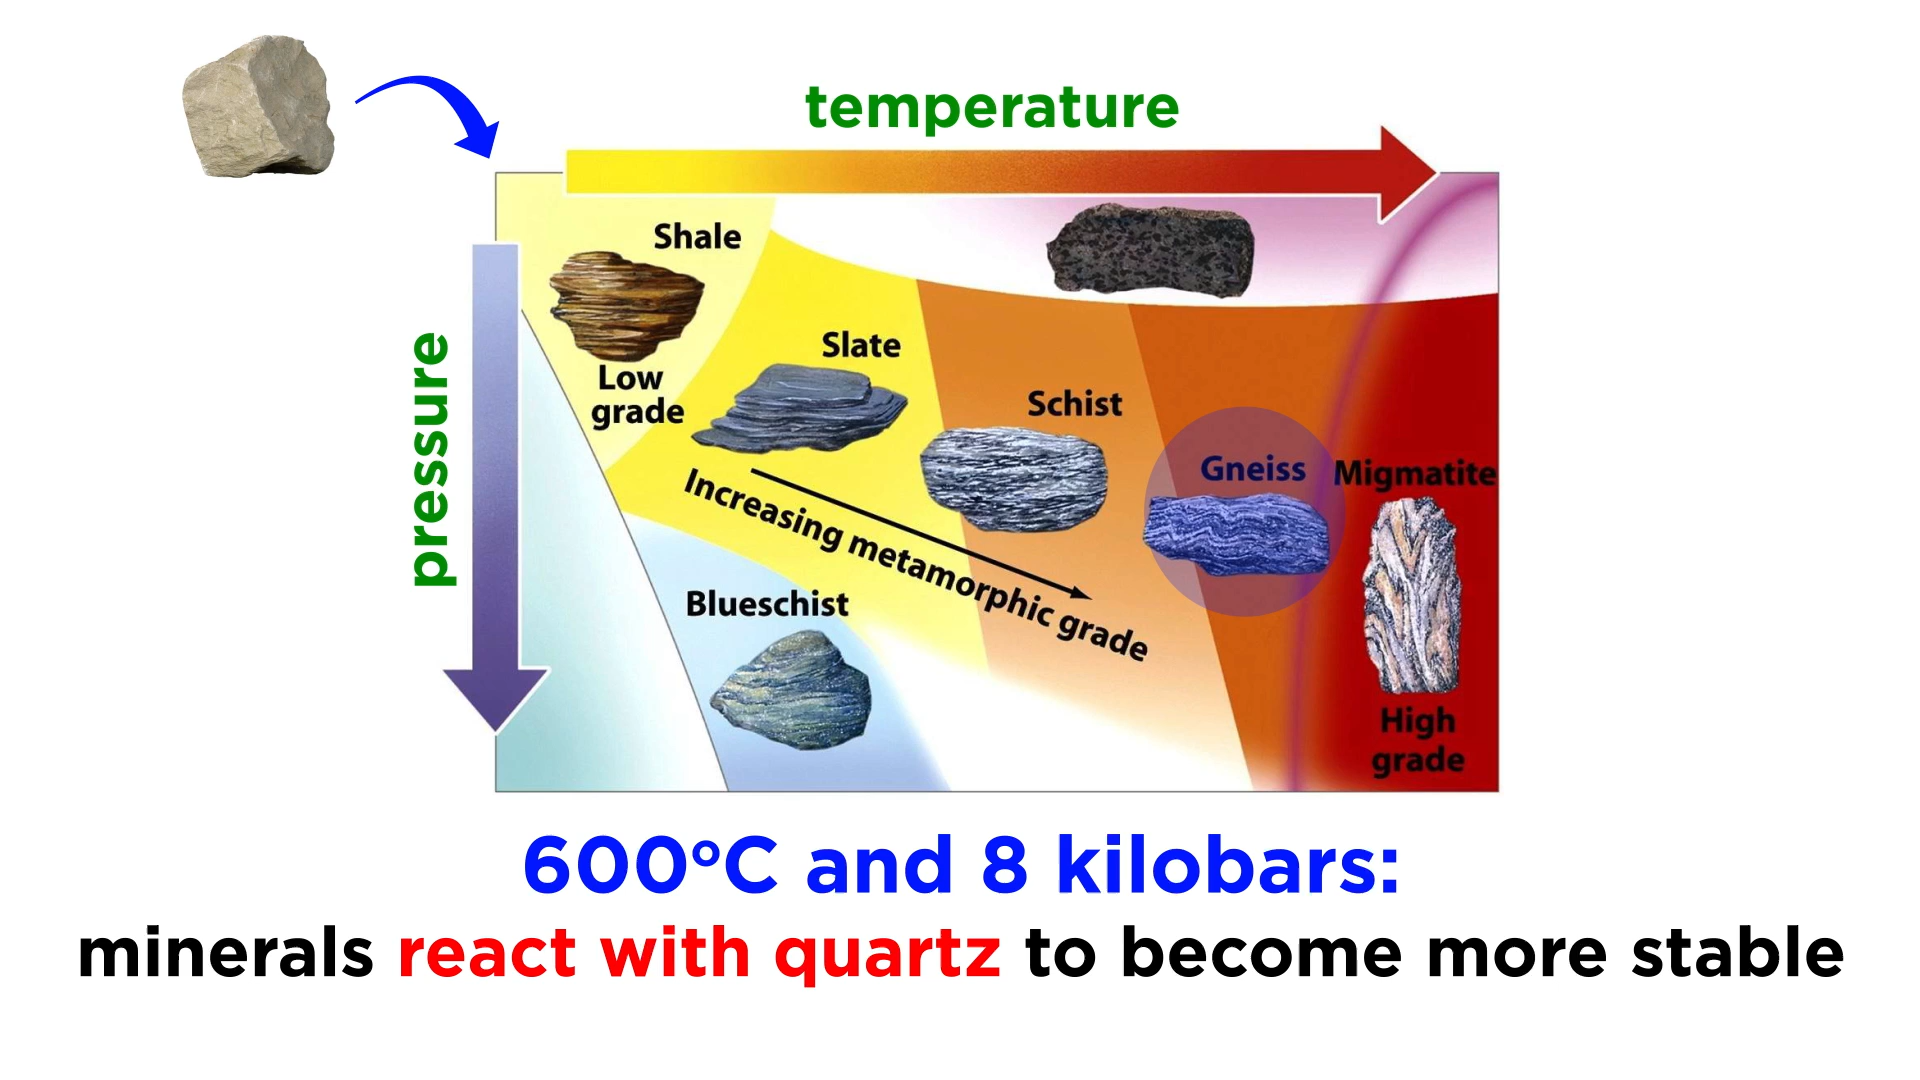 temperature
pressure
Shale
Low
grade
Slate
Schist
Gneiss
Migmatite
Increasing metamorphic grade
Blueschist
High
grade
600°C and 8 kilobars:
minerals react with quartz to become more stable